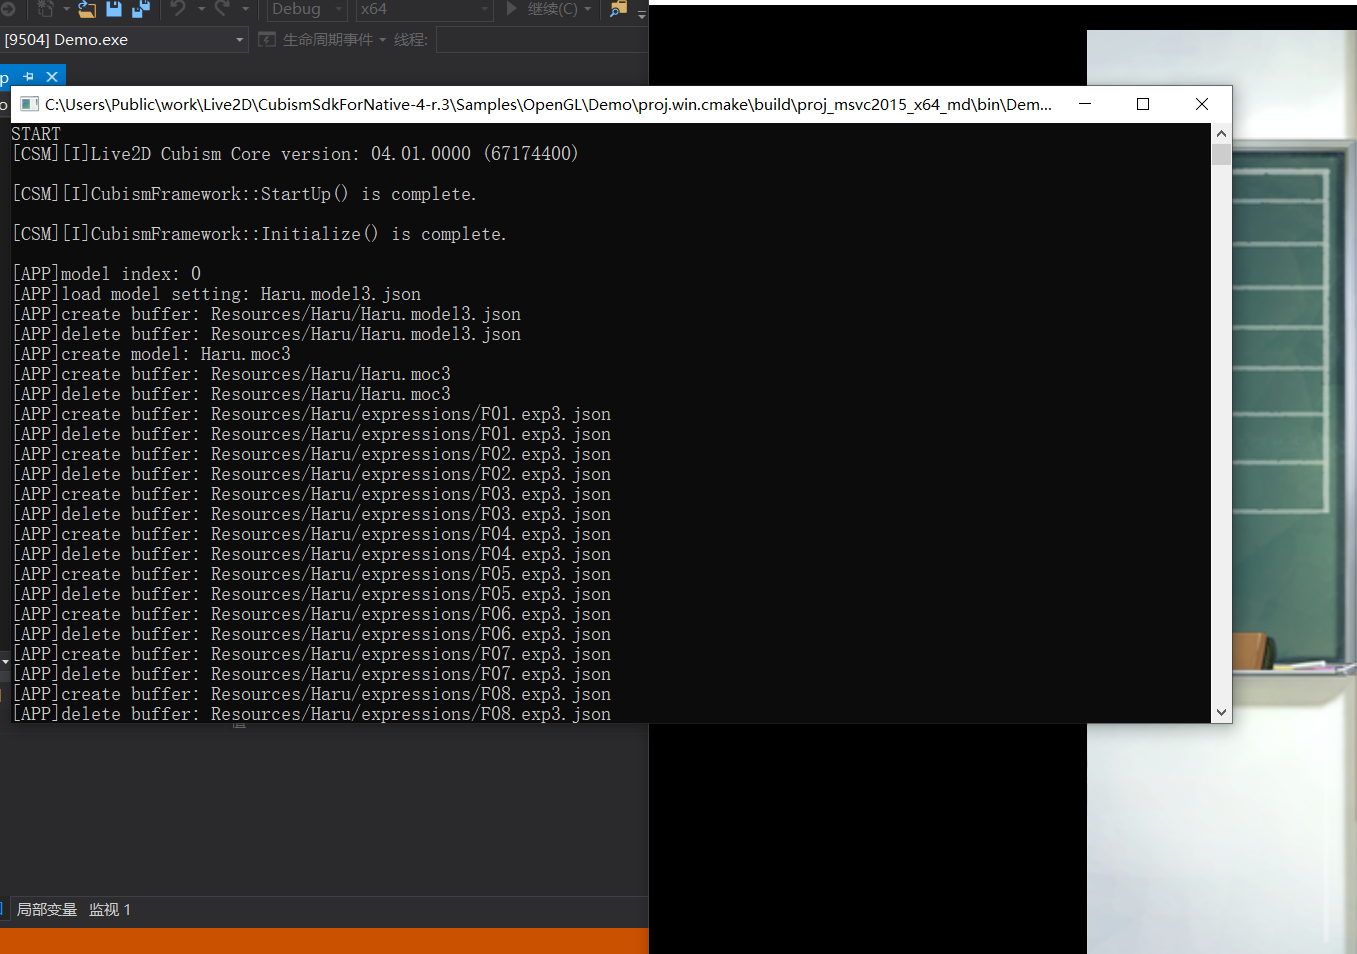 Debug x64 继续(C)
[9504] Demo.exe 生命周期事件 线程:
p
C:\Users\Public\work\Live2D\CubismSdkForNative-4-r.3\Samples\OpenGL\Demo\proj.win.cmake\build\proj_msvc2015_x64_md\bin\Dem...
START
[CSM][I]Live2D Cubism Core version: 04.01.0000 (67174400)
[CSM][I]CubismFramework::StartUp() is complete.
[CSM][I]CubismFramework::Initialize() is complete.
[APP]model index: 0
[APP]load model setting: Haru.model3.json
[APP]create buffer: Resources/Haru/Haru.model3.json
[APP]delete buffer: Resources/Haru/Haru.model3.json
[APP]create model: Haru.moc3
[APP]create buffer: Resources/Haru/Haru.moc3
[APP]delete buffer: Resources/Haru/Haru.moc3
[APP]create buffer: Resources/Haru/expressions/F01.exp3.json
[APP]delete buffer: Resources/Haru/expressions/F01.exp3.json
[APP]create buffer: Resources/Haru/expressions/F02.exp3.json
[APP]delete buffer: Resources/Haru/expressions/F02.exp3.json
[APP]create buffer: Resources/Haru/expressions/F03.exp3.json
[APP]delete buffer: Resources/Haru/expressions/F03.exp3.json
[APP]create buffer: Resources/Haru/expressions/F04.exp3.json
[APP]delete buffer: Resources/Haru/expressions/F04.exp3.json
[APP]create buffer: Resources/Haru/expressions/F05.exp3.json
[APP]delete buffer: Resources/Haru/expressions/F05.exp3.json
[APP]create buffer: Resources/Haru/expressions/F06.exp3.json
[APP]delete buffer: Resources/Haru/expressions/F06.exp3.json
[APP]create buffer: Resources/Haru/expressions/F07.exp3.json
[APP]delete buffer: Resources/Haru/expressions/F07.exp3.json
[APP]create buffer: Resources/Haru/expressions/F08.exp3.json
[APP]delete buffer: Resources/Haru/expressions/F08.exp3.json
局部变量 监视 1